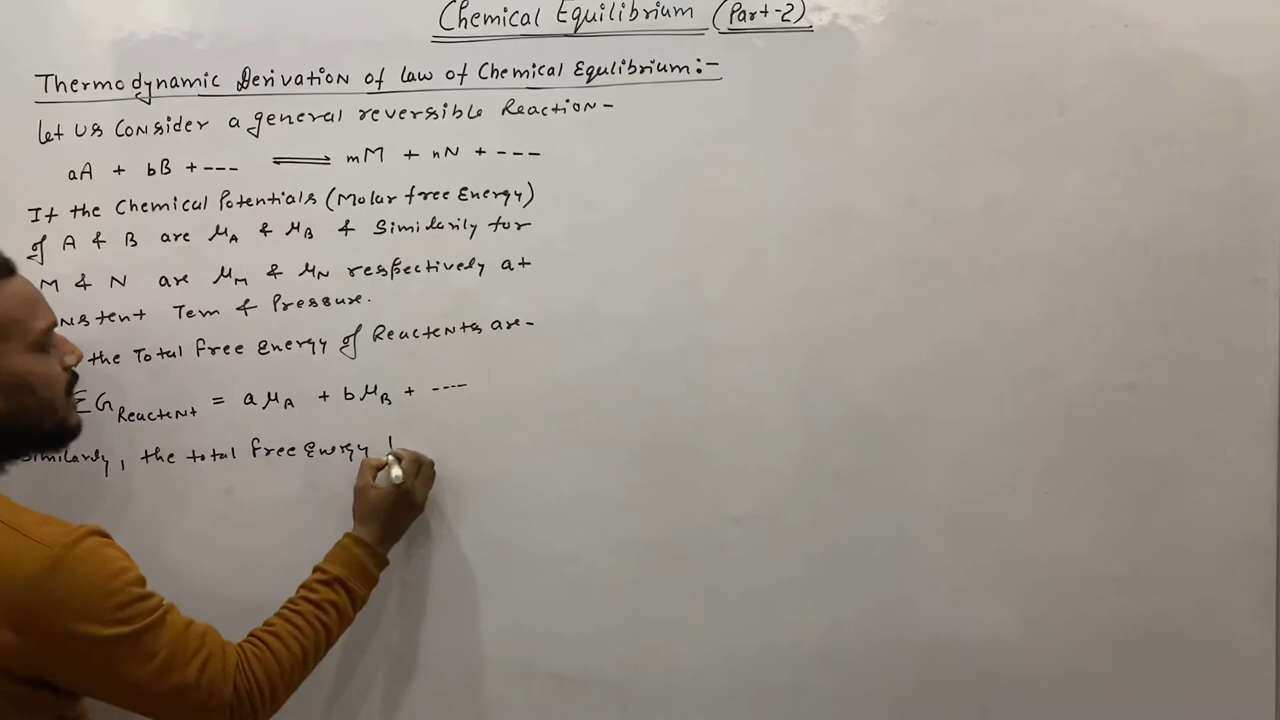 Chemical Equilibrium (Part-2)
Thermodynamic Derivation of Law of Chemical Equlibrium:-
Let us Consider a general reversible Reaction-
aA + bB + --- ⇌ mM + nN + ---
If the Chemical Potentials (Molar free Energy)
of A & B are μA & μB & Similarily for
M & N are μM & μN respectively at
nstent Tem & Pressure.
the Total free energy of Reactents are-
ΣG Reactent = aμA + bμB + ----
Similarly, the total free Energy